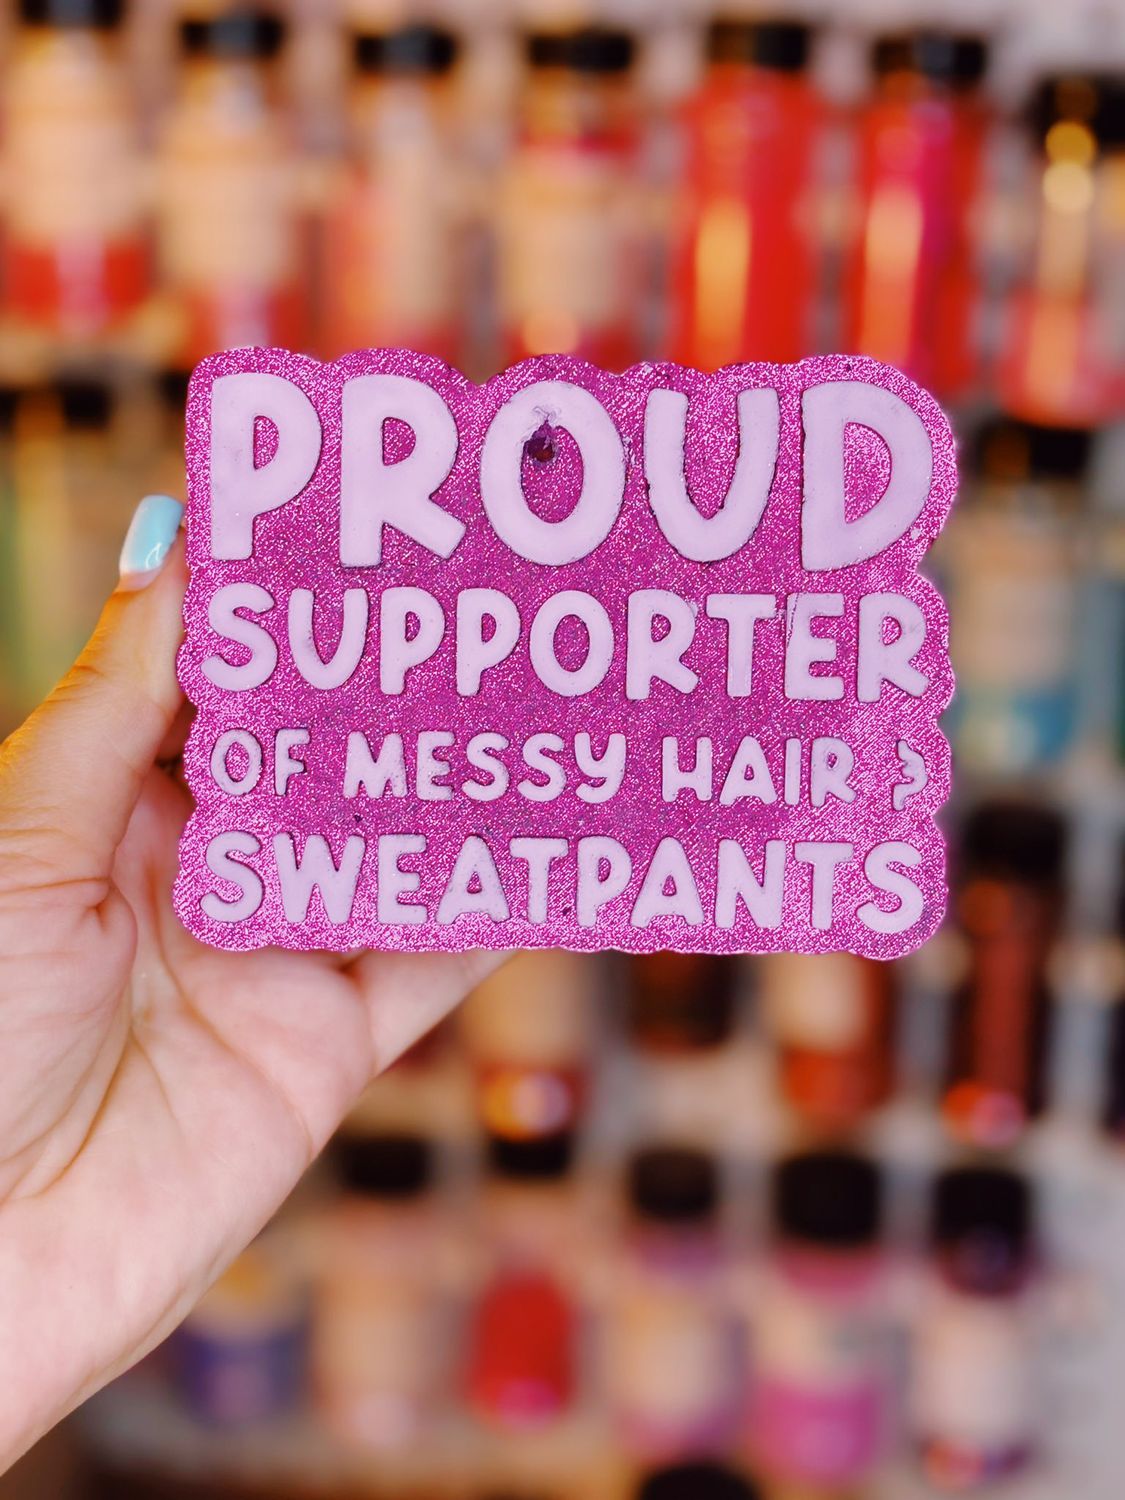 PROUD
SUPPORTER
OF MESSY HAIR &
SWEATPANTS